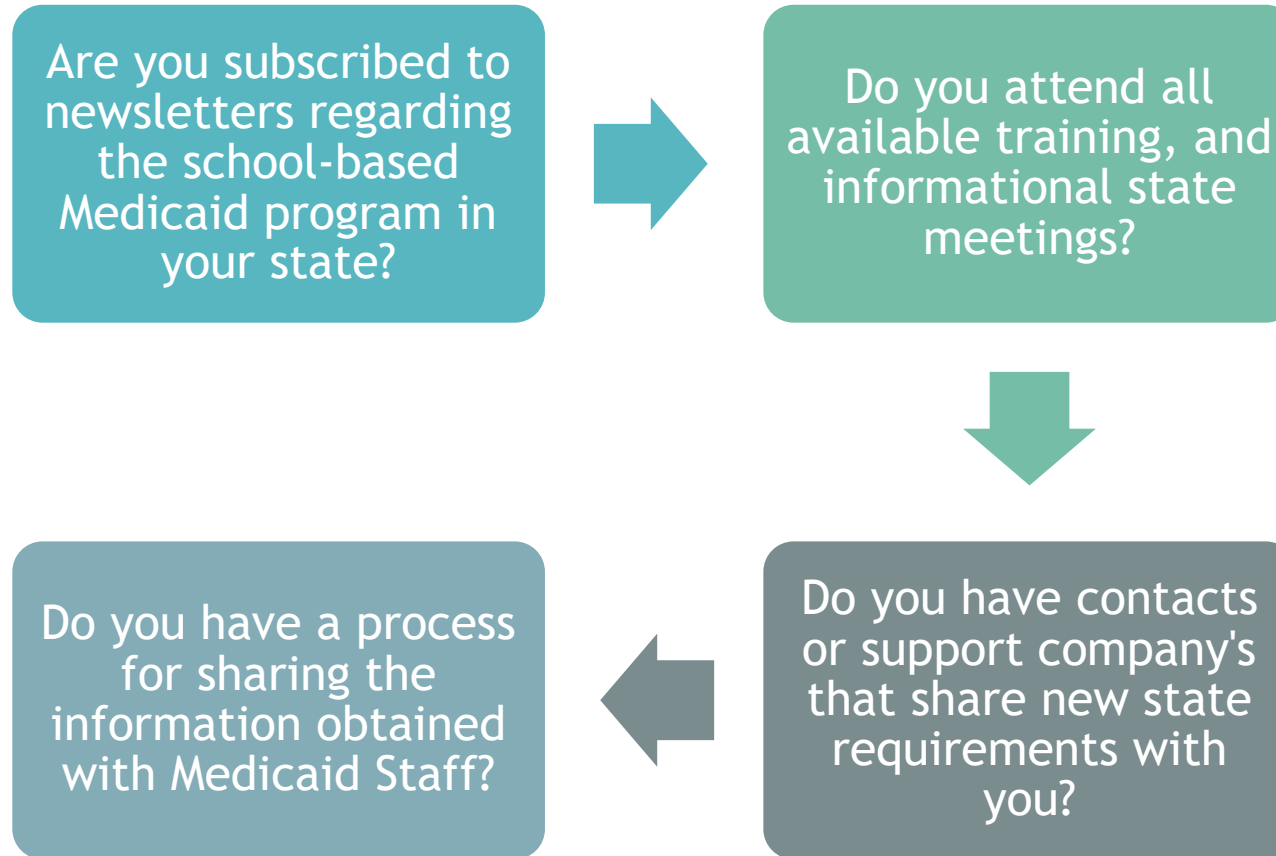 Are you subscribed to
newsletters regarding
the school-based
Medicaid program in
your state?
Do you attend all
available training, and
informational state
meetings?
Do you have contacts
or support company's
that share new state
requirements with
you?
Do you have a process
for sharing the
information obtained
with Medicaid Staff?